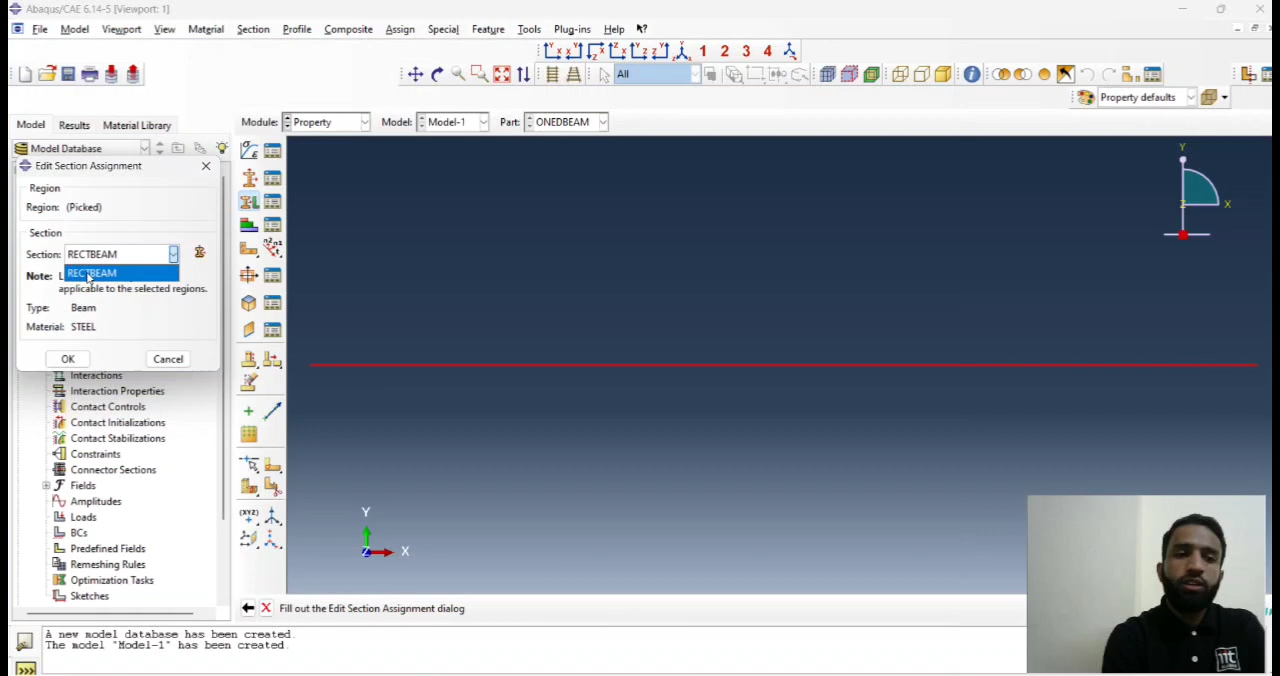 Abaqus/CAE 6.14-5 [Viewport: 1]
File Model Viewport View Material Section Profile Composite Assign Special Feature Tools Plug-ins Help
1 2 3 4
All
Property defaults
Model Results Material Library
Module: Property Model: Model-1 Part: ONEDBEAM
Model Database
Edit Section Assignment
Region
Region: (Picked)
Section
Section: RECTBEAM
RECTBEAM
Note: L
applicable to the selected regions.
Type: Beam
Material: STEEL
OK Cancel
Interactions
Interaction Properties
Contact Controls
Contact Initializations
Contact Stabilizations
Constraints
Connector Sections
Fields
Amplitudes
Loads
BCs
Predefined Fields
Remeshing Rules
Optimization Tasks
Sketches
(XYZ)
Y
Z X
Y
Z X
Fill out the Edit Section Assignment dialog
A new model database has been created.
The model "Model-1" has been created.
>>>